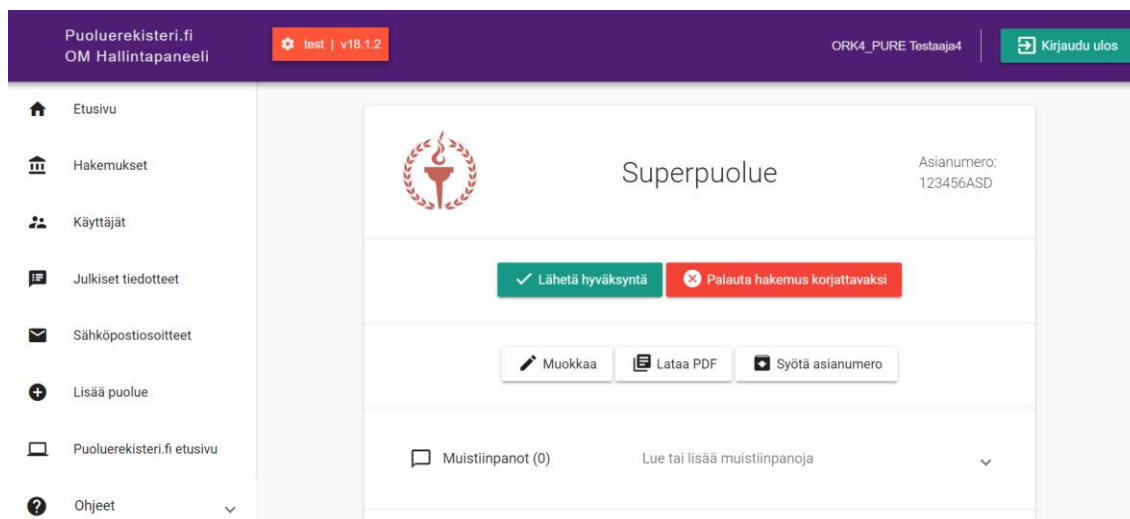 Puoluerekisteri.fi
OM Hallintapaneeli
test | v18.1.2
ORK4_PURE Testaaja4
Kirjaudu ulos
Etusivu
Hakemukset
Käyttäjät
Julkiset tiedotteet
Sähköpostiosoitteet
Lisää puolue
Puoluerekisteri.fi etusivu
Ohjeet
Superpuolue
Asianumero:
123456ASD
Lähetä hyväksyntä
Palauta hakemus korjattavaksi
Muokkaa
Lataa PDF
Syötä asianumero
Muistiinpanot (0)
Lue tai lisää muistiinpanoja